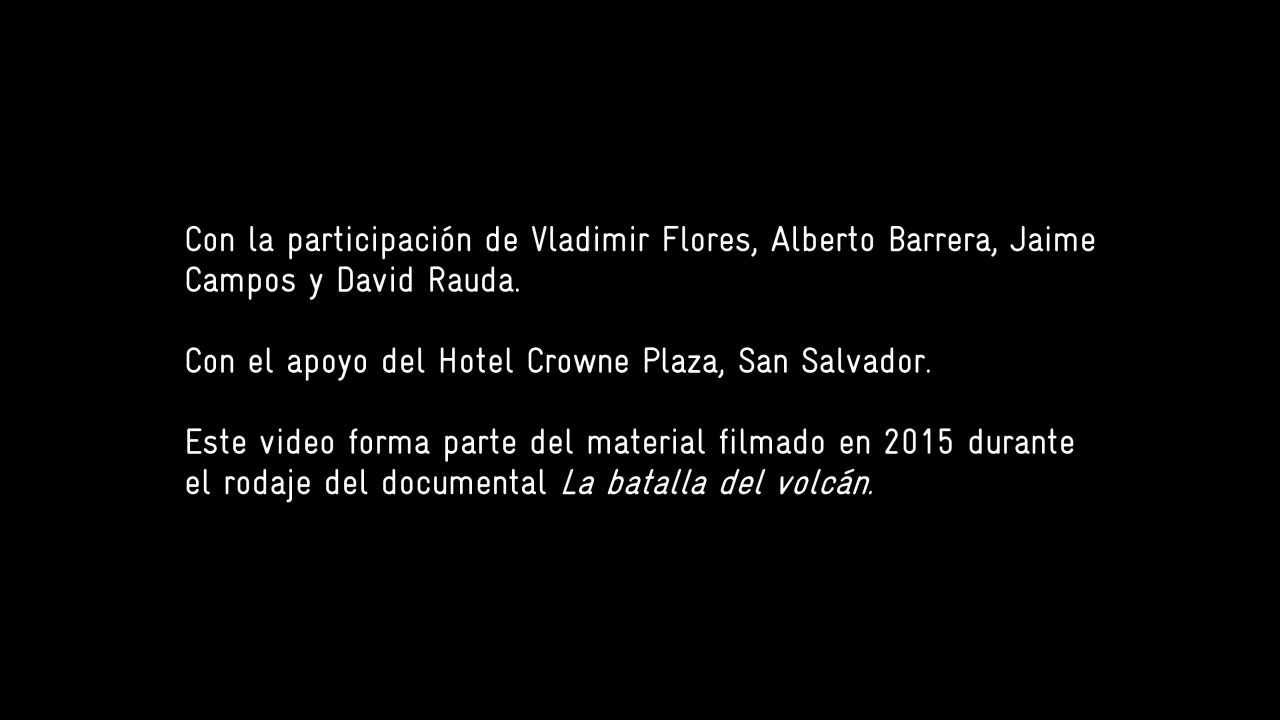 Con la participación de Vladimir Flores, Alberto Barrera, Jaime
Campos y David Rauda.
Con el apoyo del Hotel Crowne Plaza, San Salvador.
Este video forma parte del material filmado en 2015 durante
el rodaje del documental La batalla del volcán.